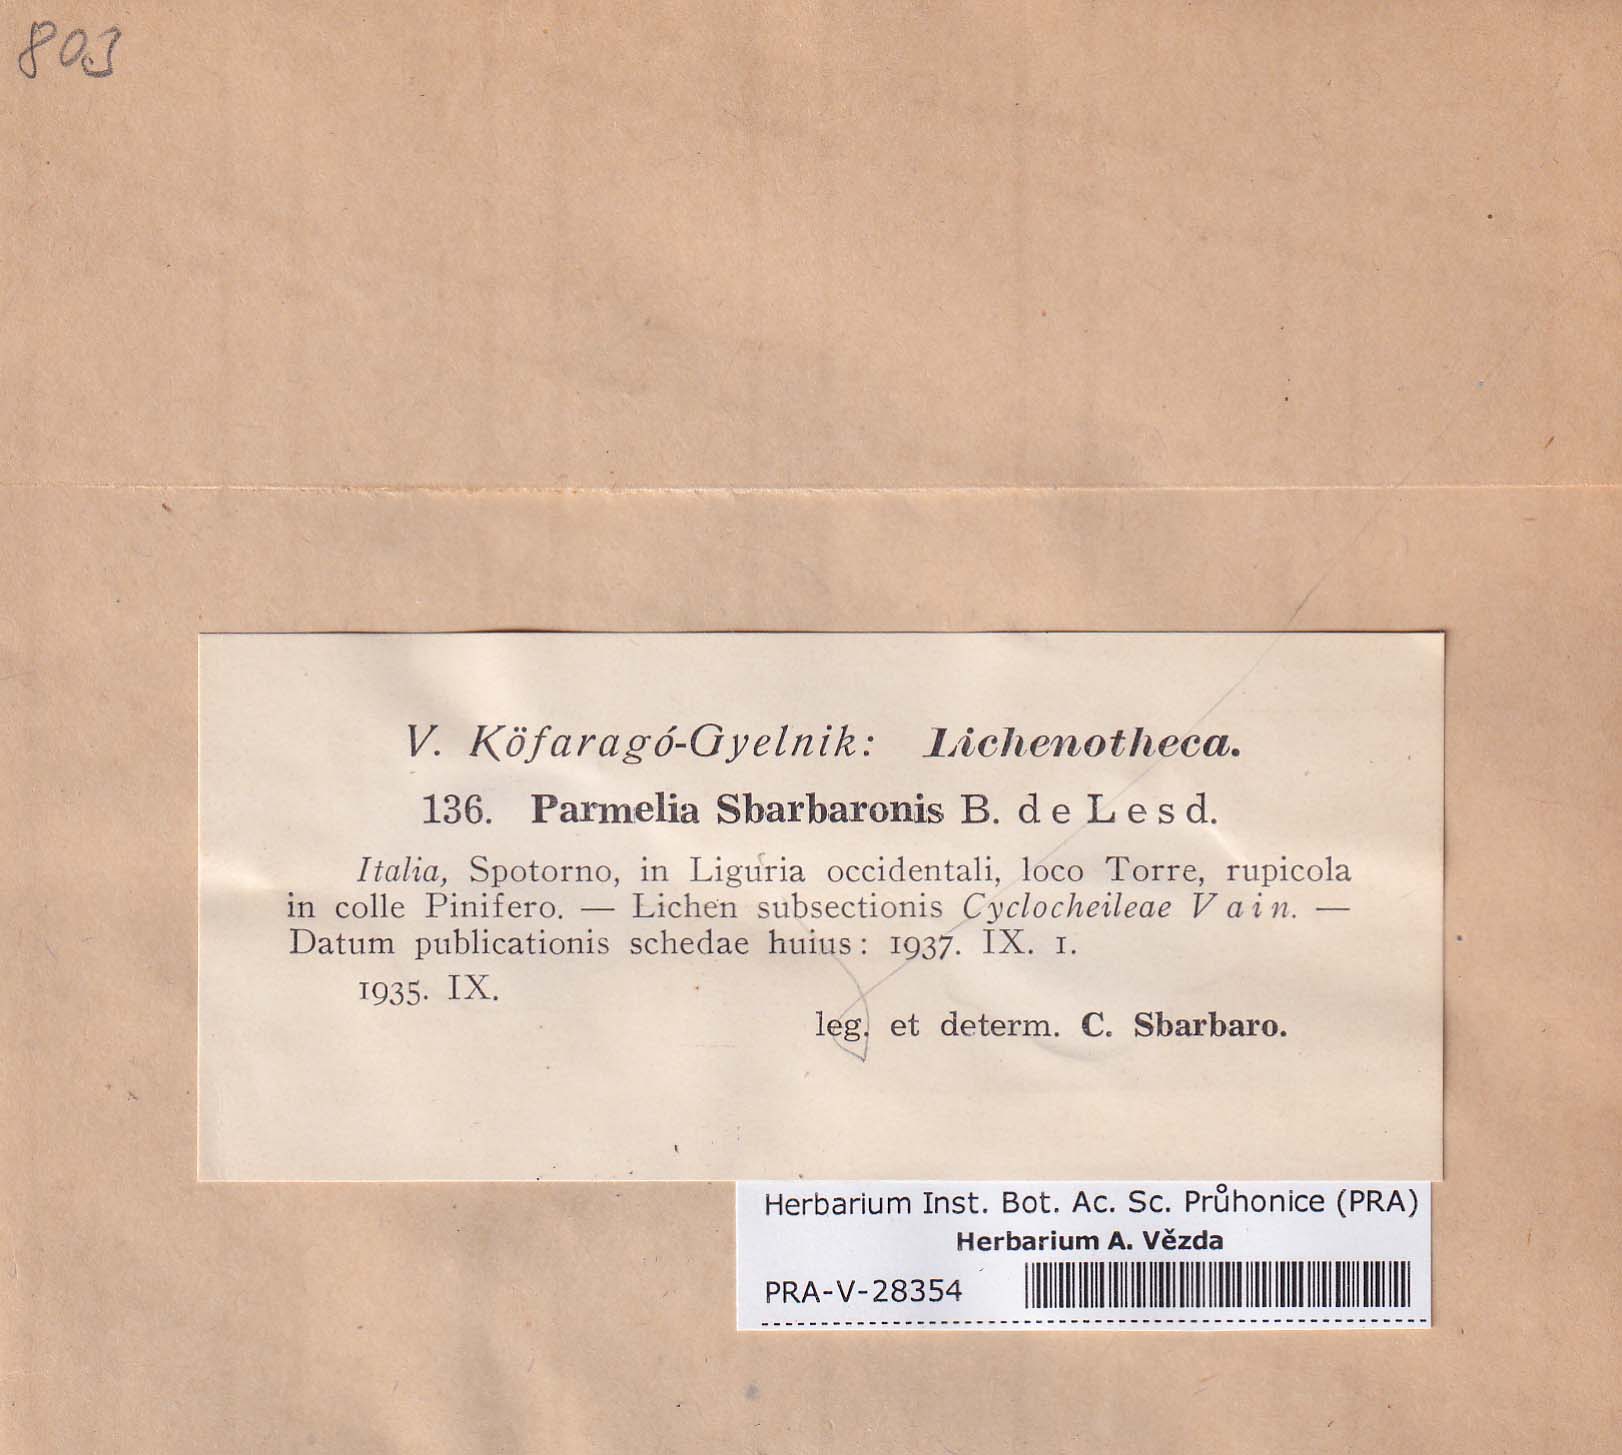 803
V. Köfaragó-Gyelnik: Lichenotheca.
136. Parmelia Sbarbaronis B. de Lesd.
Italia, Spotorno, in Liguria occidentali, loco Torre, rupicola
in colle Pinifero. — Lichen subsectionis Cyclocheileae Vain. —
Datum publicationis schedae huius: 1937. IX. 1.
1935. IX.
leg. et determ. C. Sbarbaro.
Herbarium Inst. Bot. Ac. Sc. Průhonice (PRA)
Herbarium A. Vězda
PRA-V-28354